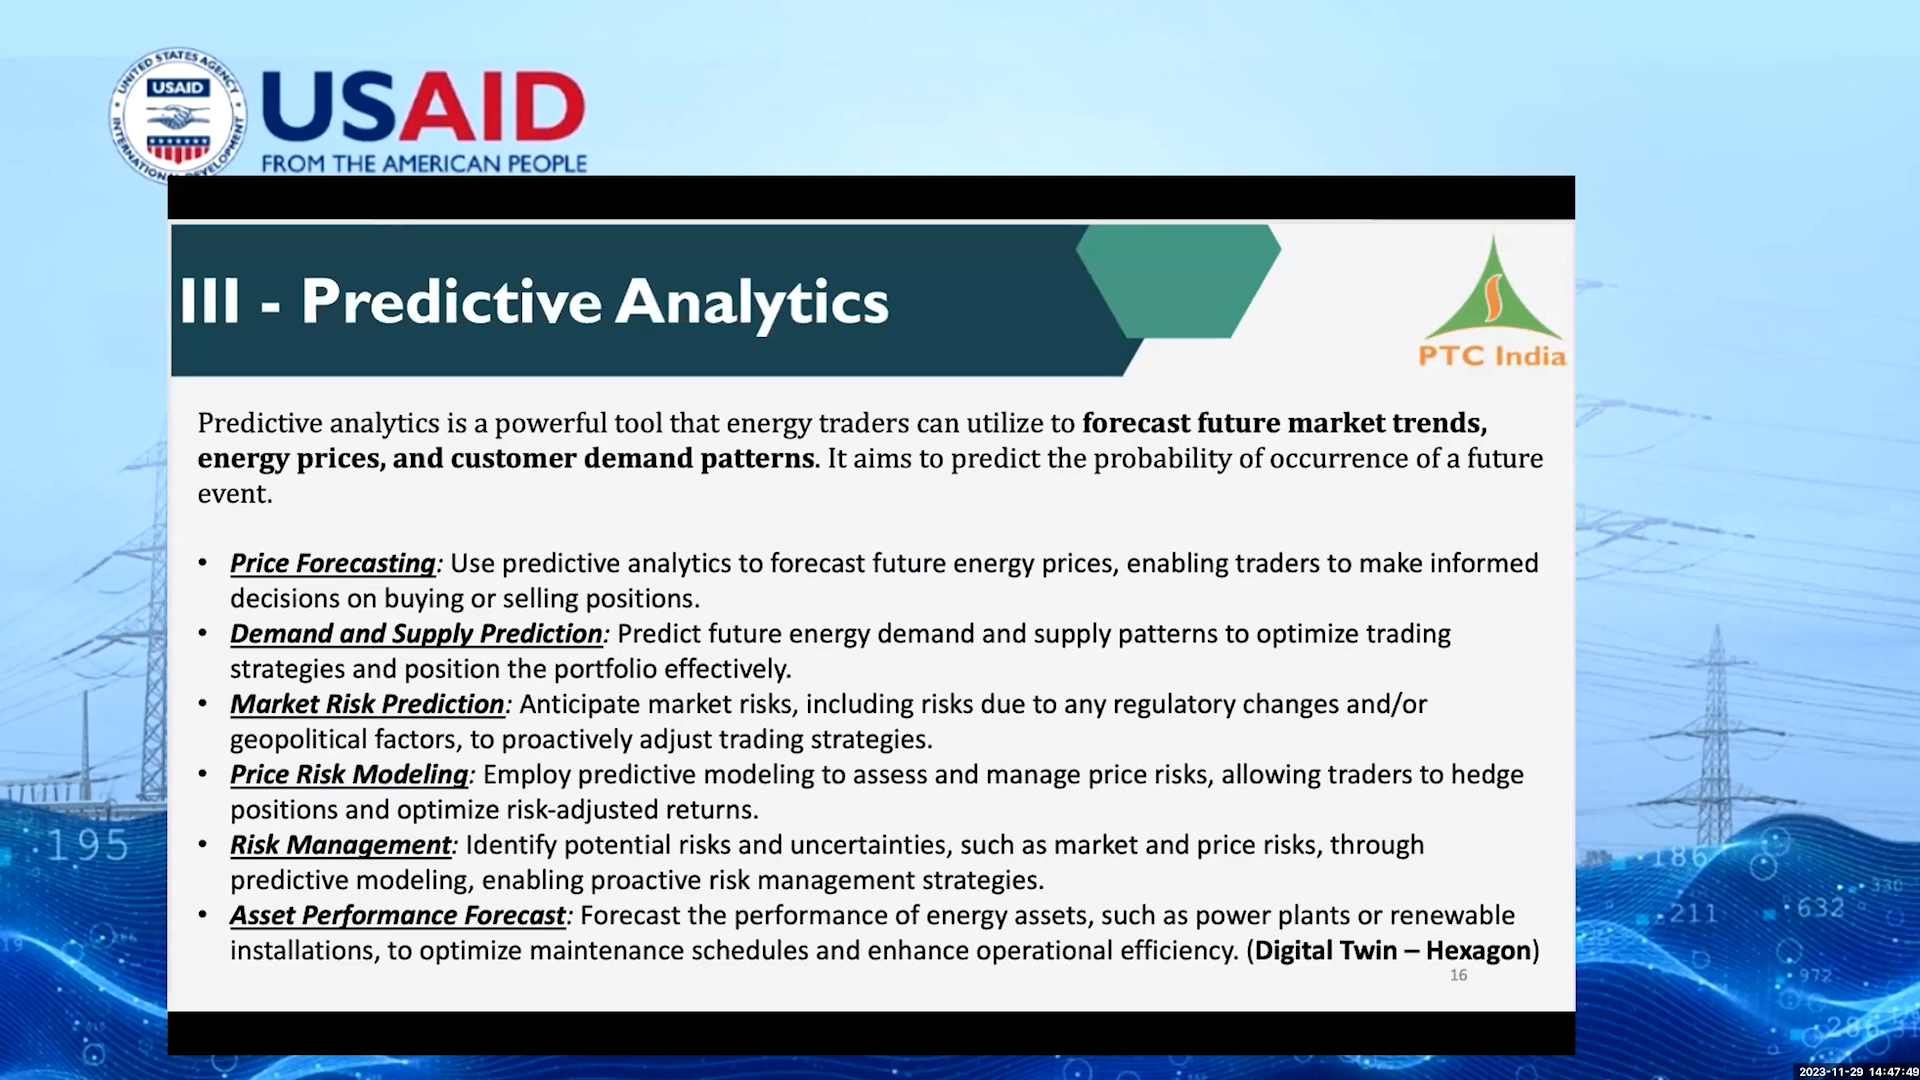 UNITED STATES AGENCY
USAID
INTERNATIONAL DEVELOPMENT
USAID
FROM THE AMERICAN PEOPLE
III - Predictive Analytics
PTC India
Predictive analytics is a powerful tool that energy traders can utilize to forecast future market trends,
energy prices, and customer demand patterns. It aims to predict the probability of occurrence of a future
event.
• Price Forecasting: Use predictive analytics to forecast future energy prices, enabling traders to make informed
decisions on buying or selling positions.
• Demand and Supply Prediction: Predict future energy demand and supply patterns to optimize trading
strategies and position the portfolio effectively.
• Market Risk Prediction: Anticipate market risks, including risks due to any regulatory changes and/or
geopolitical factors, to proactively adjust trading strategies.
• Price Risk Modeling: Employ predictive modeling to assess and manage price risks, allowing traders to hedge
positions and optimize risk-adjusted returns.
• Risk Management: Identify potential risks and uncertainties, such as market and price risks, through
predictive modeling, enabling proactive risk management strategies.
• Asset Performance Forecast: Forecast the performance of energy assets, such as power plants or renewable
installations, to optimize maintenance schedules and enhance operational efficiency. (Digital Twin – Hexagon)
16
195
186
330
211
632
972
2023-11-29 14:47:49